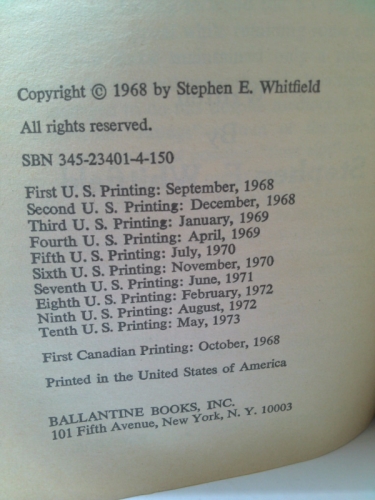 Copyright © 1968 by Stephen E. Whitfield
All rights reserved.
SBN 345-23401-4-150
First U. S. Printing: September, 1968
Second U. S. Printing: December, 1968
Third U. S. Printing: January, 1969
Fourth U. S. Printing: April, 1969
Fifth U. S. Printing: July, 1970
Sixth U. S. Printing: November, 1970
Seventh U. S. Printing: June, 1971
Eighth U. S. Printing: February, 1972
Ninth U. S. Printing: August, 1972
Tenth U. S. Printing: May, 1973
First Canadian Printing: October, 1968
Printed in the United States of America
BALLANTINE BOOKS, INC.
101 Fifth Avenue, New York, N. Y. 10003